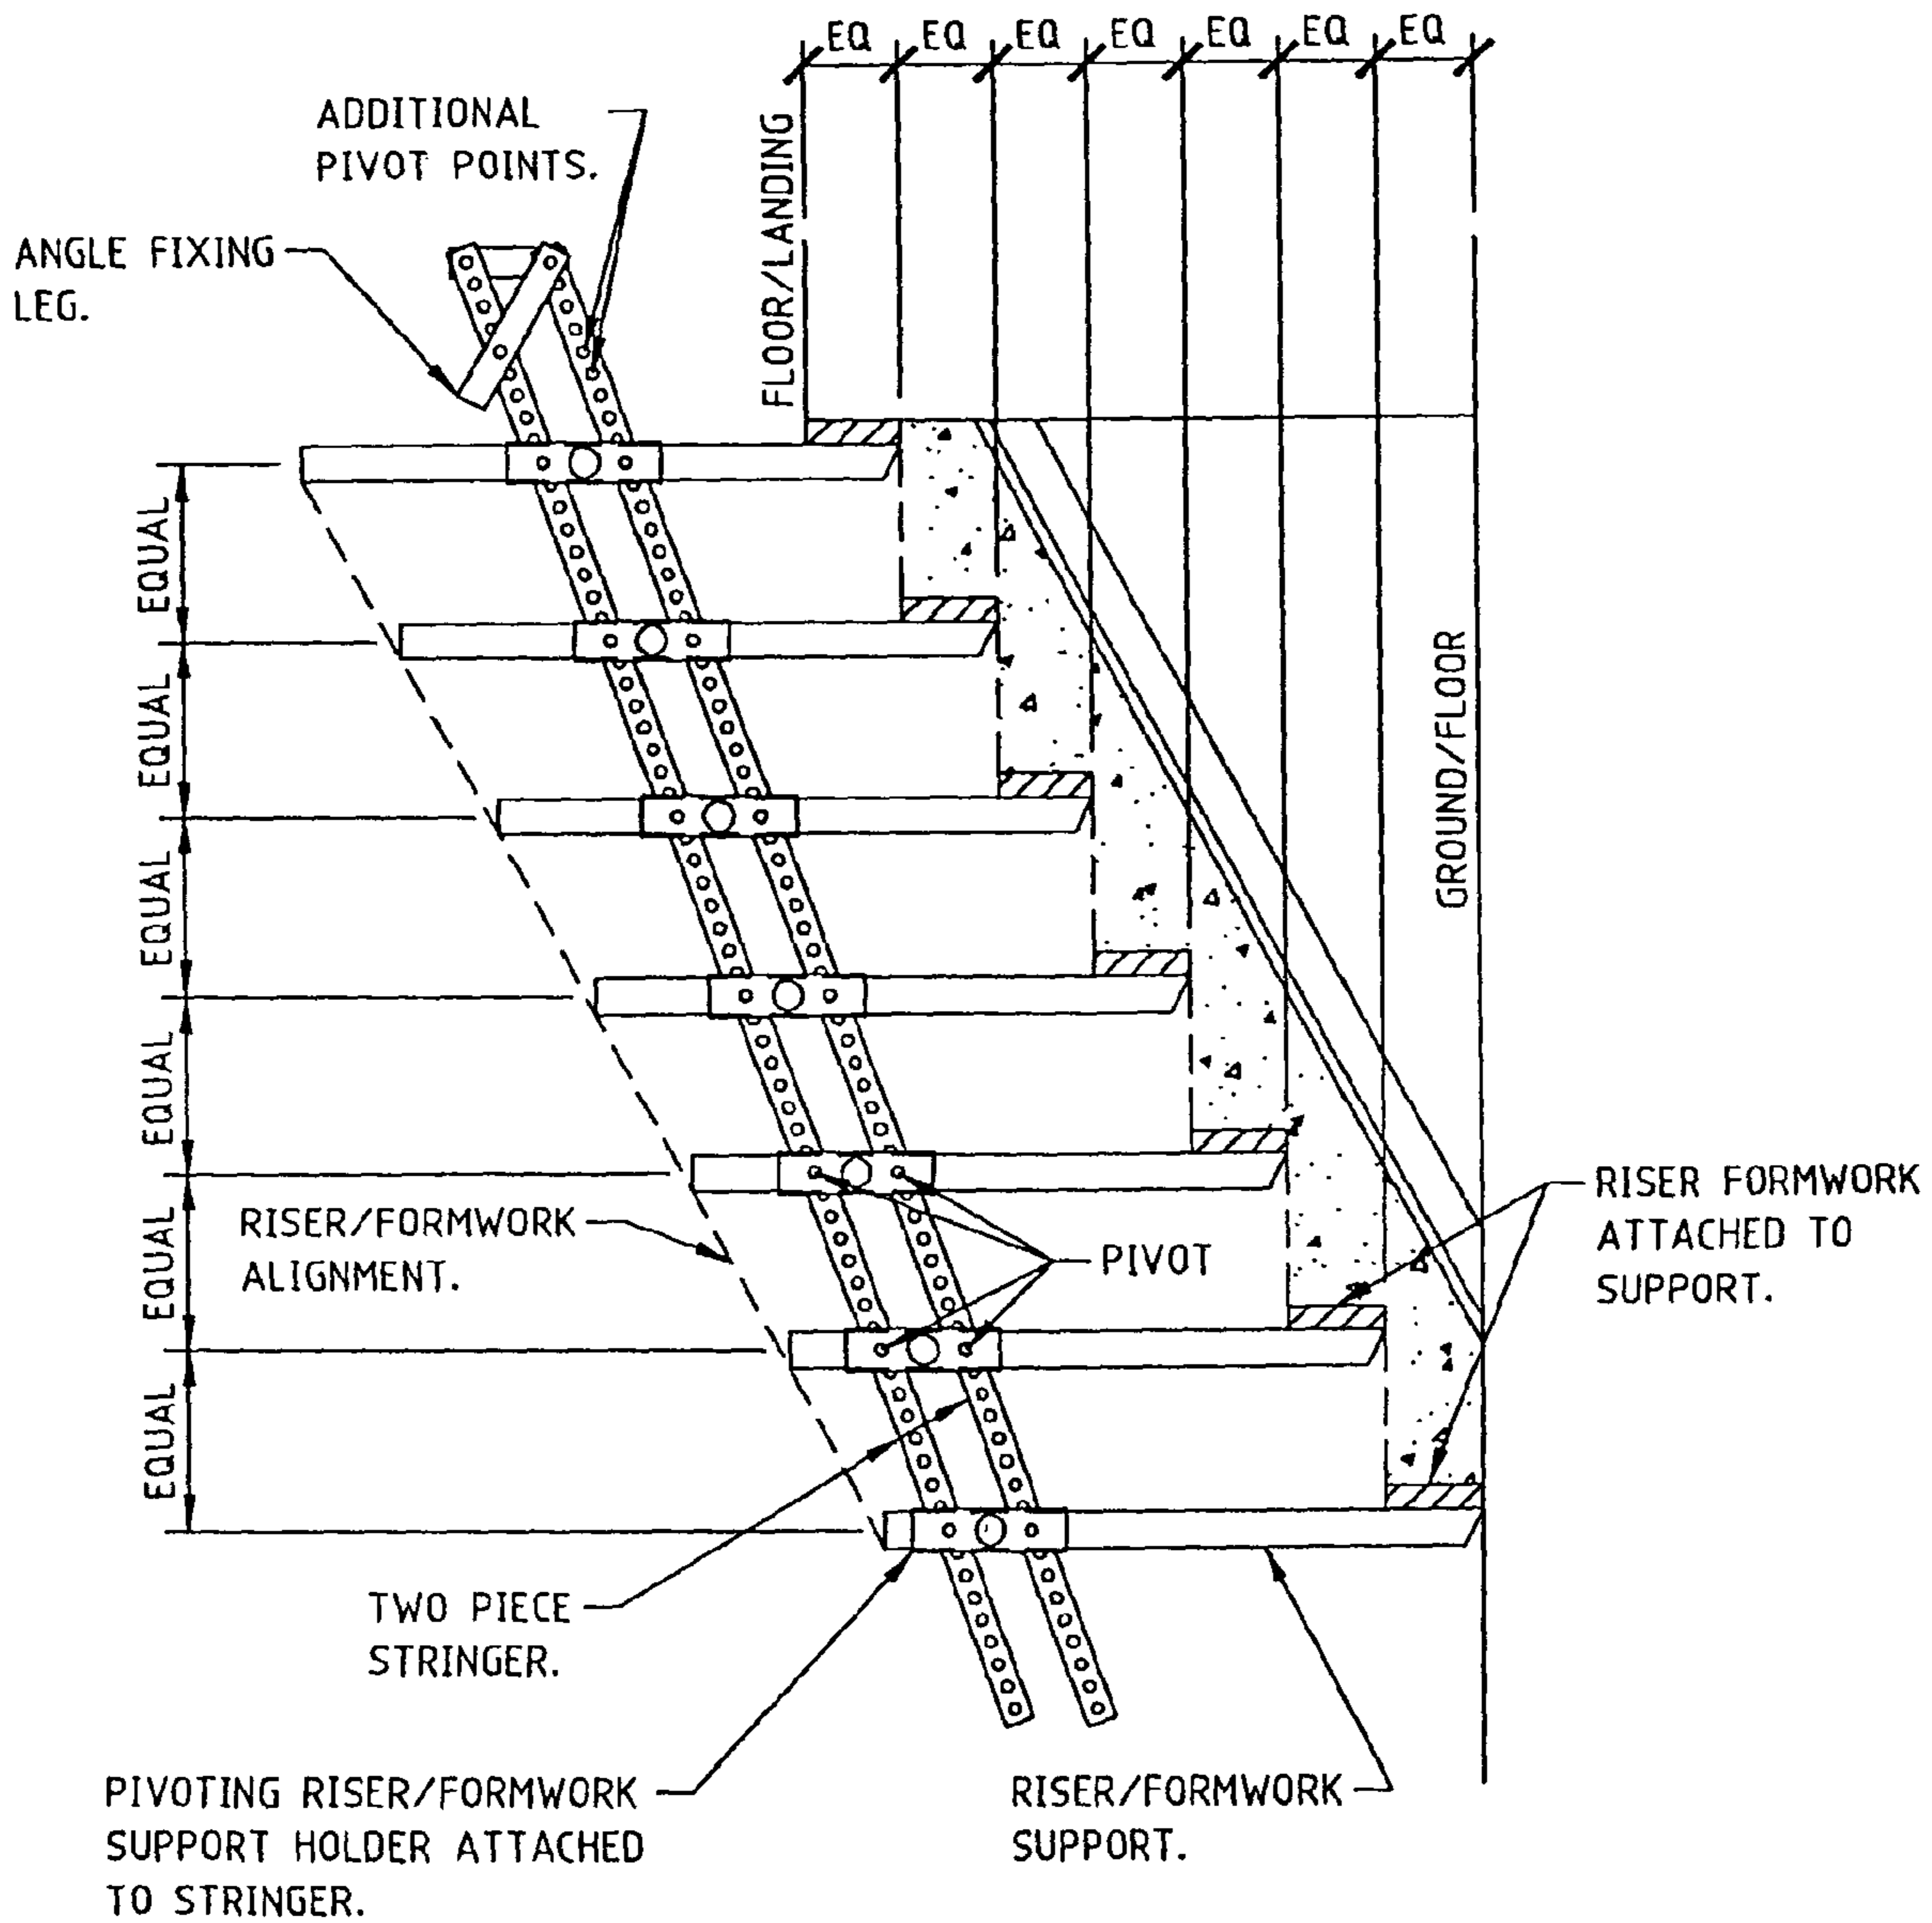 EQ EQ EQ EQ EQ EQ EQ
ADDITIONAL
PIVOT POINTS.
ANGLE FIXING
LEG.
FLOOR/LANDING
EQUAL
EQUAL
EQUAL
EQUAL
EQUAL
EQUAL
GROUND/FLOOR
RISER FORMWORK
ATTACHED TO
SUPPORT.
RISER/FORMWORK
ALIGNMENT.
PIVOT
TWO PIECE
STRINGER.
PIVOTING RISER/FORMWORK
SUPPORT HOLDER ATTACHED
TO STRINGER.
RISER/FORMWORK
SUPPORT.